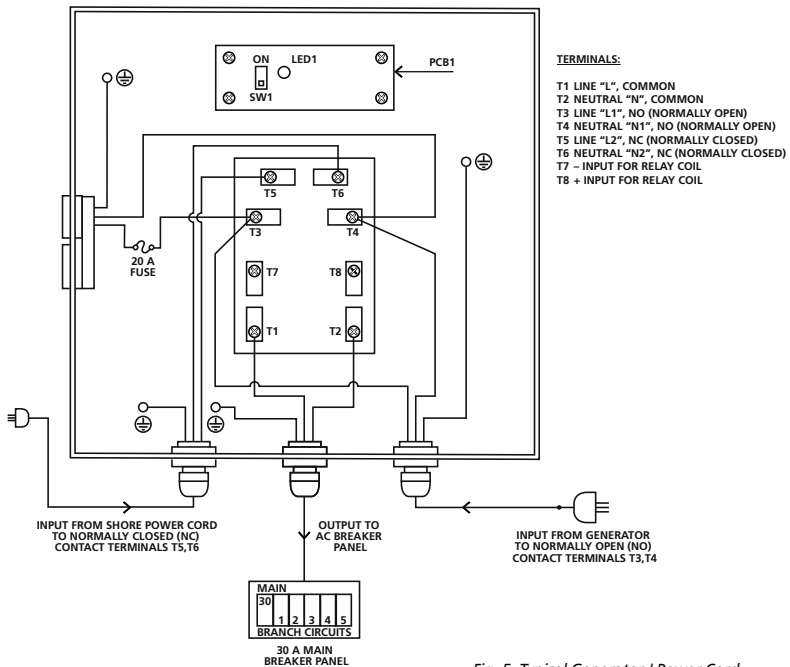 ON
LED1
SW1
PCB1
TERMINALS:
T1 LINE "L", COMMON
T2 NEUTRAL "N", COMMON
T3 LINE "L1", NO (NORMALLY OPEN)
T4 NEUTRAL "N1", NO (NORMALLY OPEN)
T5 LINE "L2", NC (NORMALLY CLOSED)
T6 NEUTRAL "N2", NC (NORMALLY CLOSED)
T7 – INPUT FOR RELAY COIL
T8 + INPUT FOR RELAY COIL
T5
T6
T3
T4
20 A
FUSE
T7
T8
T1
T2
INPUT FROM SHORE POWER CORD
TO NORMALLY CLOSED (NC)
CONTACT TERMINALS T5,T6
OUTPUT TO
AC BREAKER
PANEL
INPUT FROM GENERATOR
TO NORMALLY OPEN (NO)
CONTACT TERMINALS T3,T4
MAIN
30
1 2 3 4 5
BRANCH CIRCUITS
30 A MAIN
BREAKER PANEL